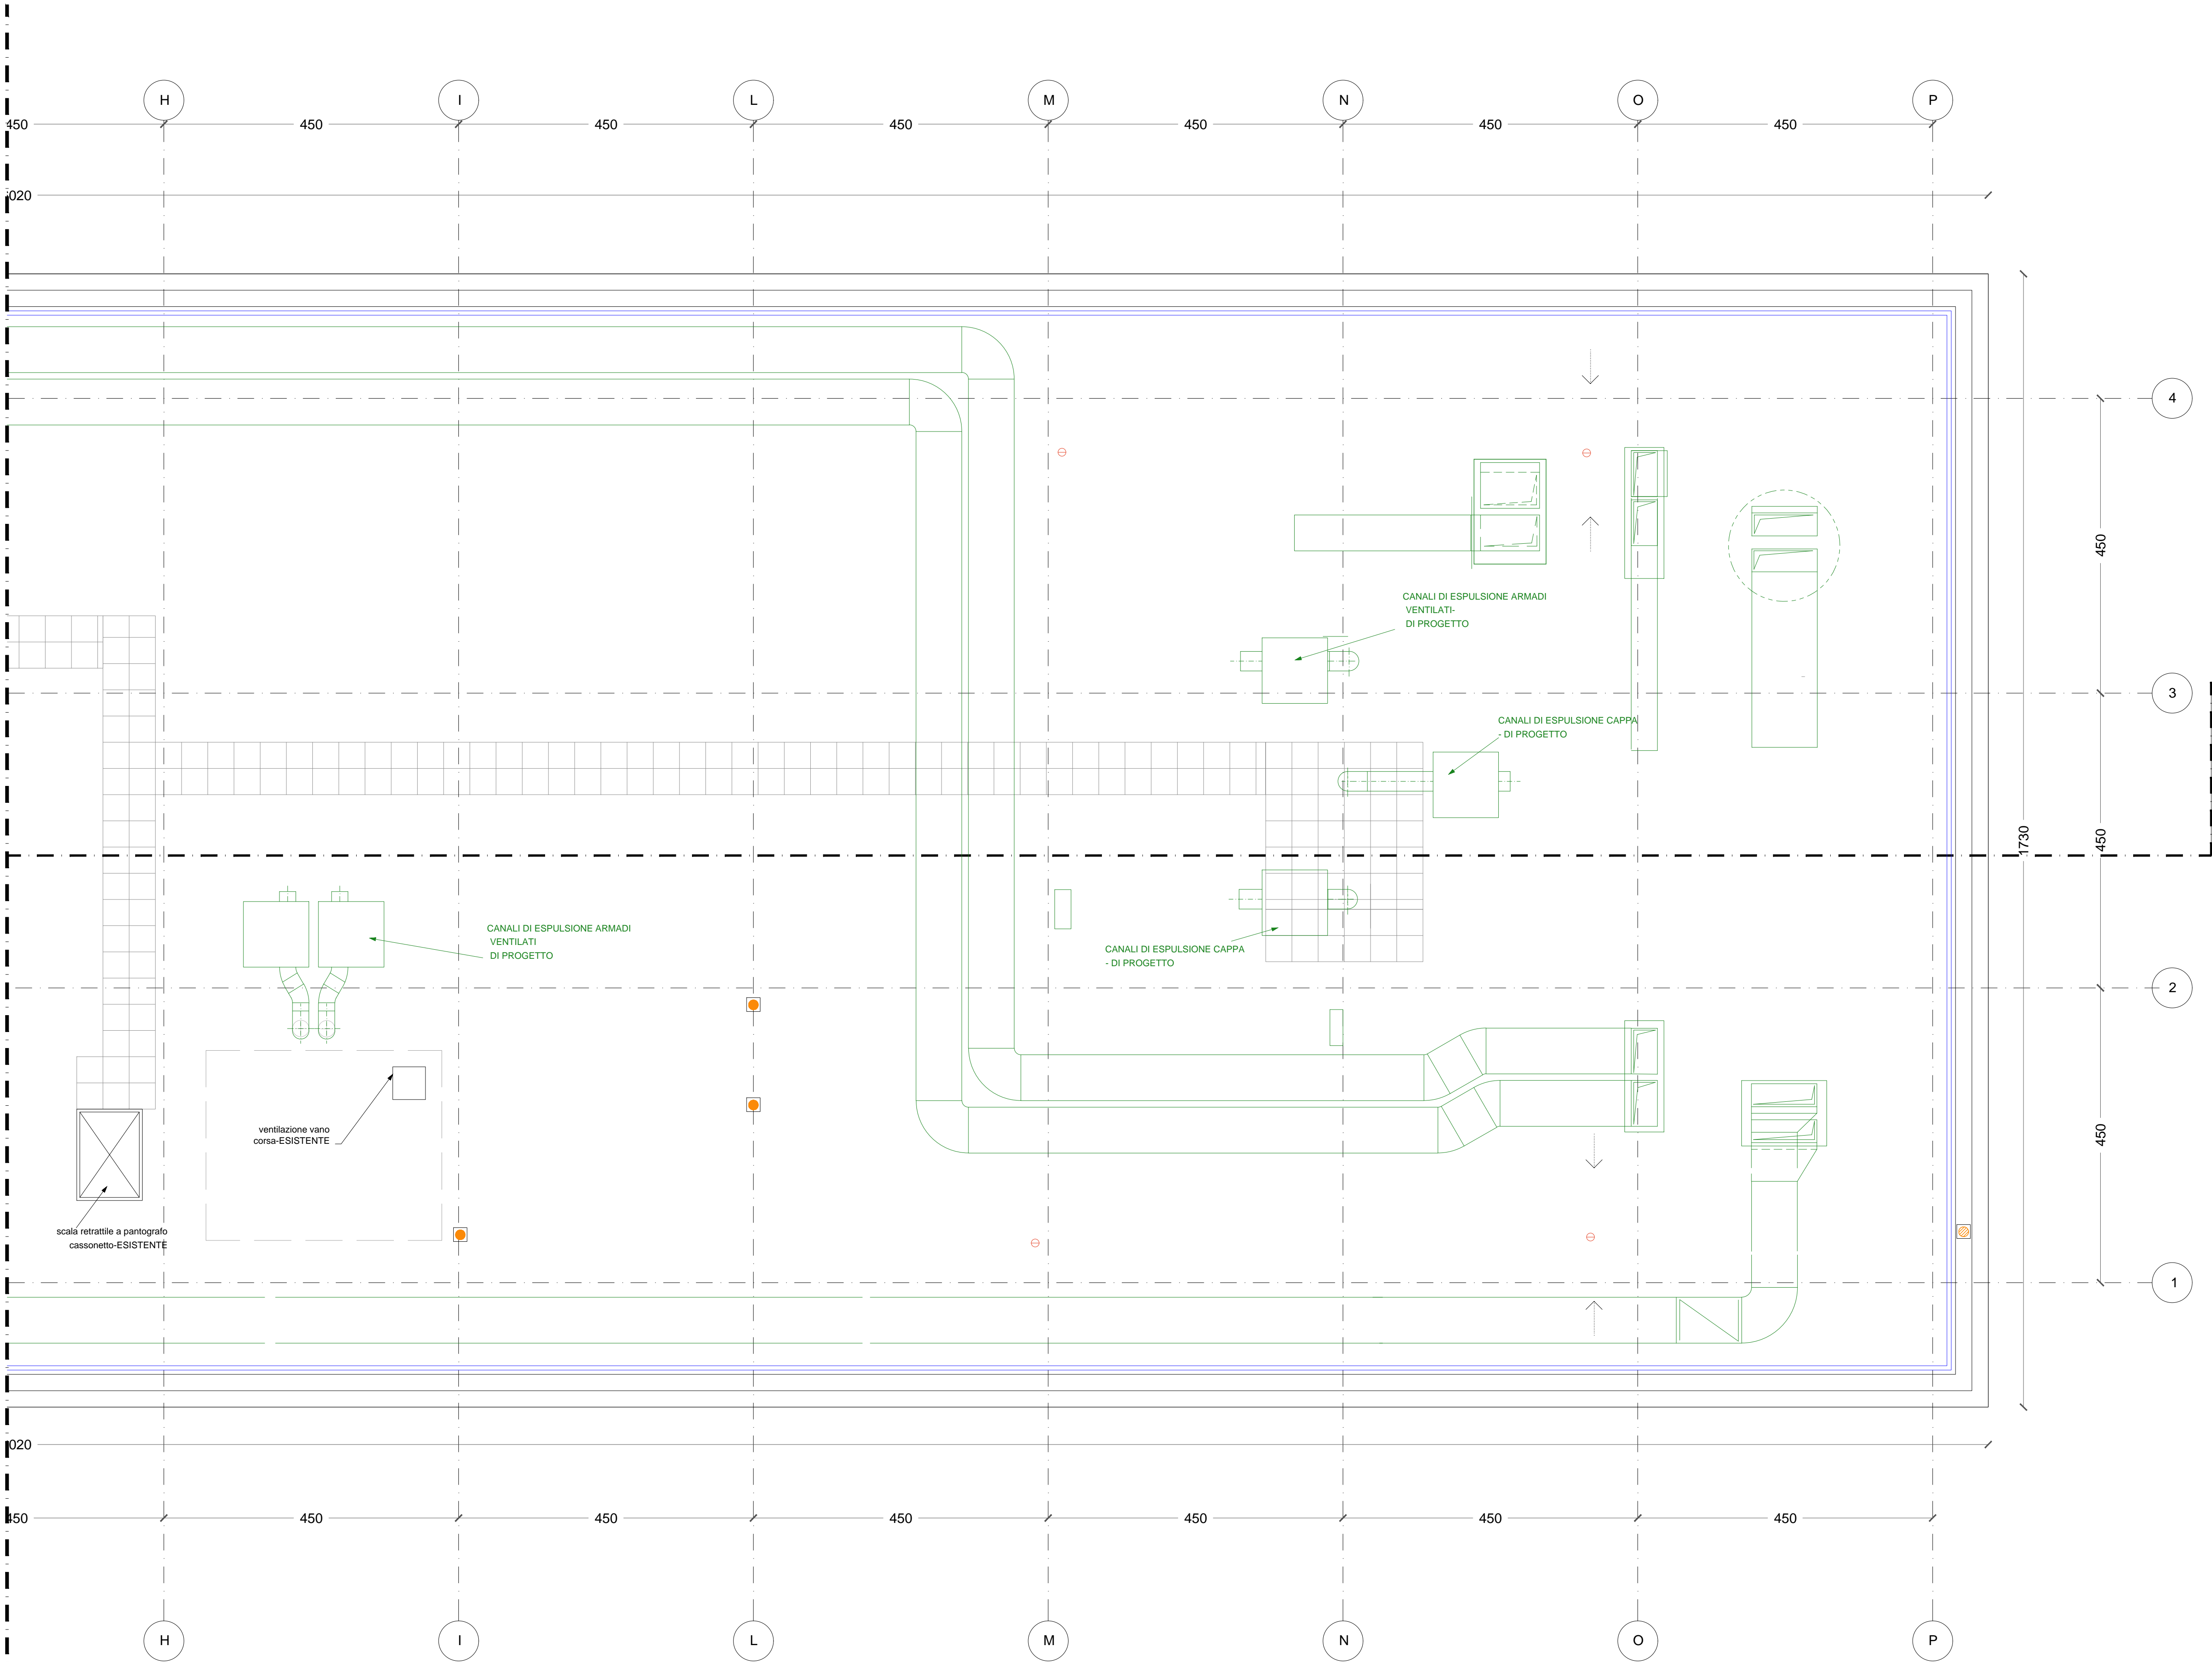 H I L M N O P
450 450 450 450 450 450 450
020
4
450
CANALI DI ESPULSIONE ARMADI
VENTILATI-
DI PROGETTO
3
CANALI DI ESPULSIONE CAPPA
- DI PROGETTO
1730
450
CANALI DI ESPULSIONE ARMADI
VENTILATI
DI PROGETTO
CANALI DI ESPULSIONE CAPPA
- DI PROGETTO
2
ventilazione vano
corsa-ESISTENTE
450
scala retrattile a pantografo
cassonetto-ESISTENTE
1
020
450 450 450 450 450 450 450
H I L M N O P